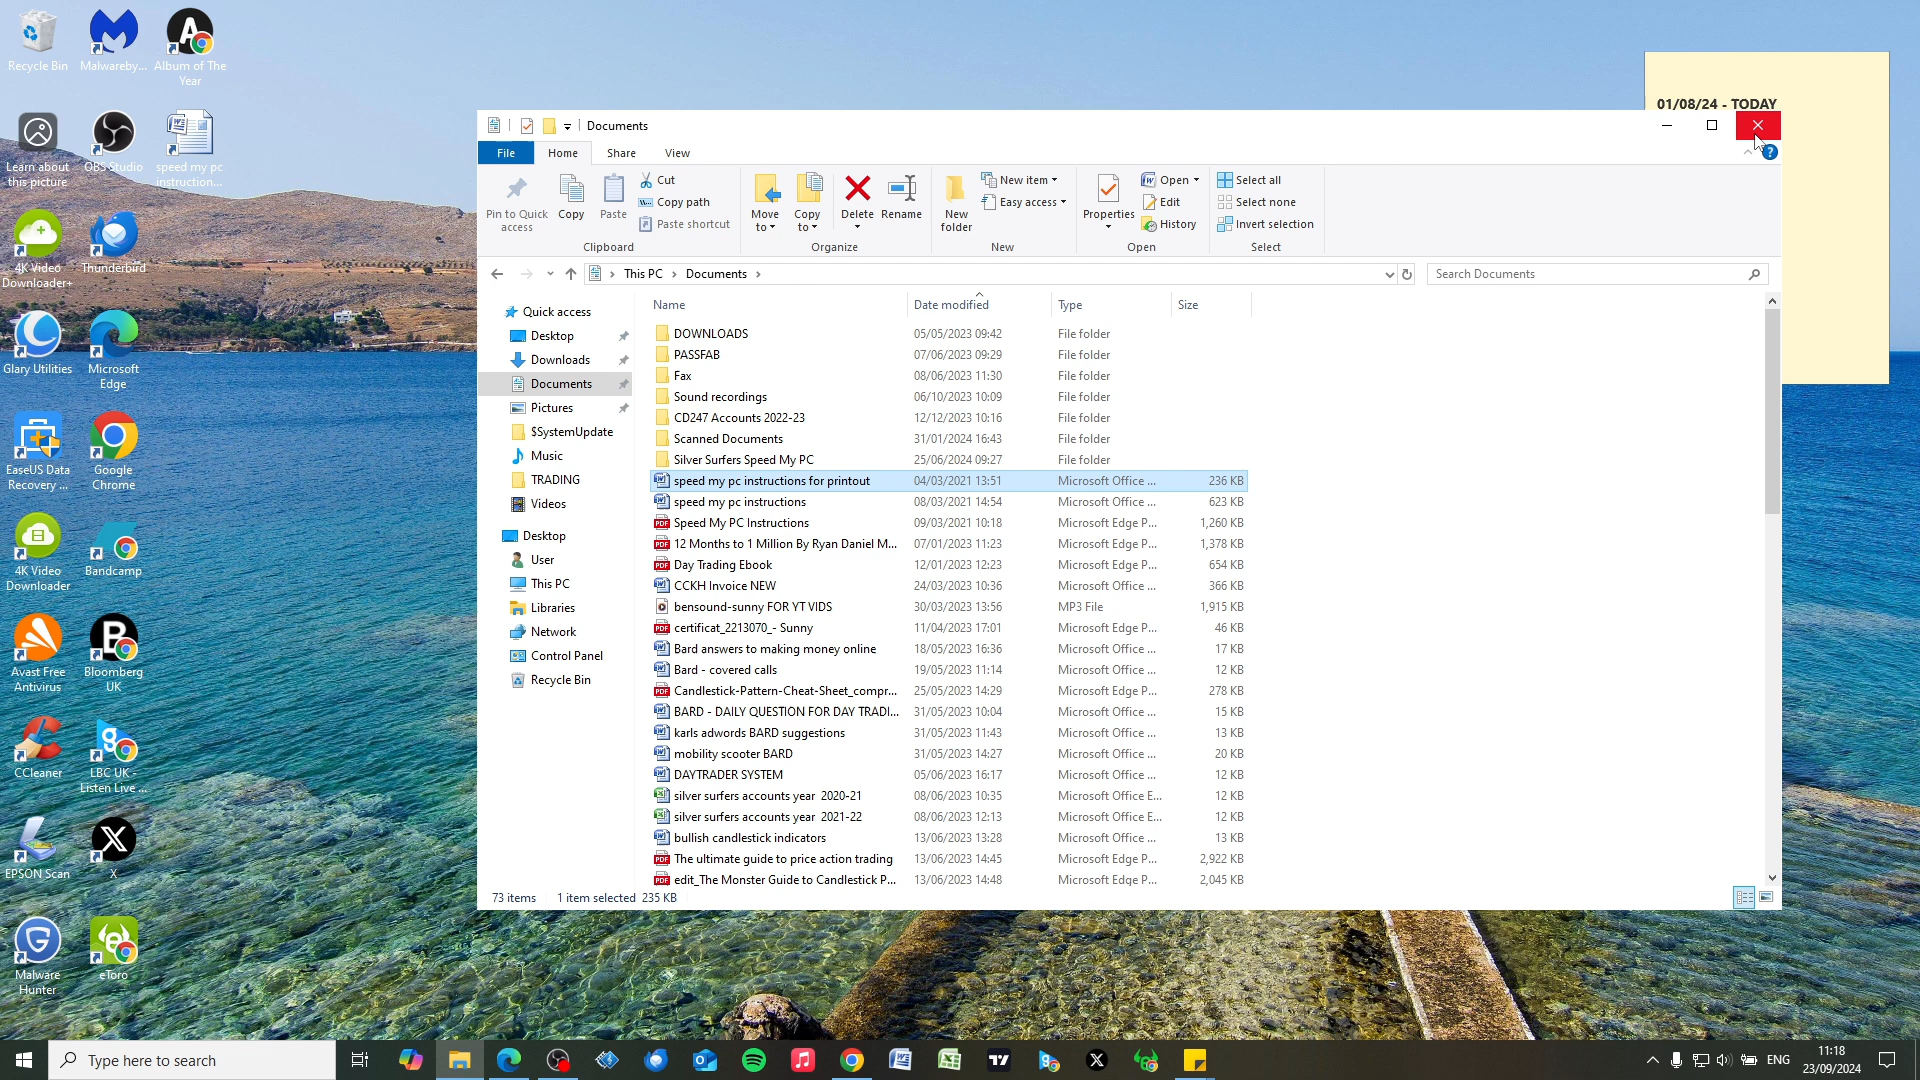 Recycle Bin
Malwareby...
Album of The
Year
Learn about
this picture
OBS Studio
speed my pc
instruction...
4K Video
Downloader+
Thunderbird
Glary Utilities
Microsoft
Edge
EaseUS Data
Recovery ...
Google
Chrome
4K Video
Downloader
Bandcamp
Avast Free
Antivirus
Bloomberg
UK
CCleaner
LBC UK -
Listen Live ...
EPSON Scan
X
Malware
Hunter
eToro
01/08/24 - TODAY
Documents
File Home Share View
Pin to Quick
access
Copy
Paste
Cut
Copy path
Paste shortcut
Clipboard
Move
to
Copy
to
Delete
Rename
Organize
New
folder
New item
Easy access
New
Properties
Open
Edit
History
Open
Select all
Select none
Invert selection
Select
This PC > Documents >
Search Documents
Quick access
Desktop
Downloads
Documents
Pictures
$SystemUpdate
Music
TRADING
Videos
Desktop
User
This PC
Libraries
Network
Control Panel
Recycle Bin
Name Date modified Type Size
DOWNLOADS 05/05/2023 09:42 File folder
PASSFAB 07/06/2023 09:29 File folder
Fax 08/06/2023 11:30 File folder
Sound recordings 06/10/2023 10:09 File folder
CD247 Accounts 2022-23 12/12/2023 10:16 File folder
Scanned Documents 31/01/2024 16:43 File folder
Silver Surfers Speed My PC 25/06/2024 09:27 File folder
speed my pc instructions for printout 04/03/2021 13:51 Microsoft Office ... 236 KB
speed my pc instructions 08/03/2021 14:54 Microsoft Office ... 623 KB
Speed My PC Instructions 09/03/2021 10:18 Microsoft Edge P... 1,260 KB
12 Months to 1 Million By Ryan Daniel M... 07/01/2023 11:23 Microsoft Edge P... 1,378 KB
Day Trading Ebook 12/01/2023 12:23 Microsoft Edge P... 654 KB
CCKH Invoice NEW 24/03/2023 10:36 Microsoft Office ... 366 KB
bensound-sunny FOR YT VIDS 30/03/2023 13:56 MP3 File 1,915 KB
certificat_2213070_- Sunny 11/04/2023 17:01 Microsoft Edge P... 46 KB
Bard answers to making money online 18/05/2023 16:36 Microsoft Office ... 17 KB
Bard - covered calls 19/05/2023 11:14 Microsoft Office ... 12 KB
Candlestick-Pattern-Cheat-Sheet_compr... 25/05/2023 14:29 Microsoft Edge P... 278 KB
BARD - DAILY QUESTION FOR DAY TRADI... 31/05/2023 10:04 Microsoft Office ... 15 KB
karls adwords BARD suggestions 31/05/2023 11:43 Microsoft Office ... 13 KB
mobility scooter BARD 31/05/2023 14:27 Microsoft Office ... 20 KB
DAYTRADER SYSTEM 05/06/2023 16:17 Microsoft Office ... 12 KB
silver surfers accounts year 2020-21 08/06/2023 10:35 Microsoft Office E... 12 KB
silver surfers accounts year 2021-22 08/06/2023 12:13 Microsoft Office E... 12 KB
bullish candlestick indicators 13/06/2023 13:28 Microsoft Office ... 13 KB
The ultimate guide to price action trading 13/06/2023 14:45 Microsoft Edge P... 2,922 KB
edit_The Monster Guide to Candlestick P... 13/06/2023 14:48 Microsoft Edge P... 2,045 KB
73 items 1 item selected 235 KB
Type here to search
ENG
11:18
23/09/2024